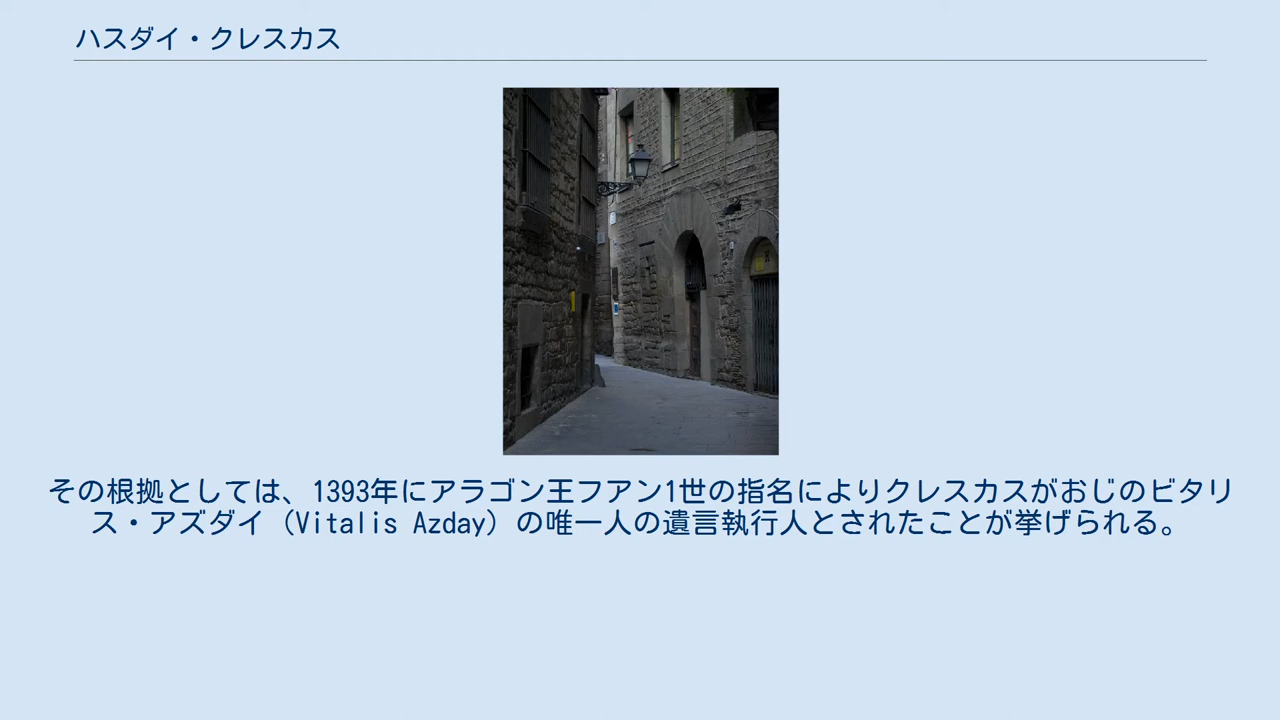 ハスダイ・クレスカス
その根拠としては、1393年にアラゴン王フアン1世の指名によりクレスカスがおじのビタリ
ス・アズダイ（Vitalis Azday）の唯一人の遺言執行人とされたことが挙げられる。